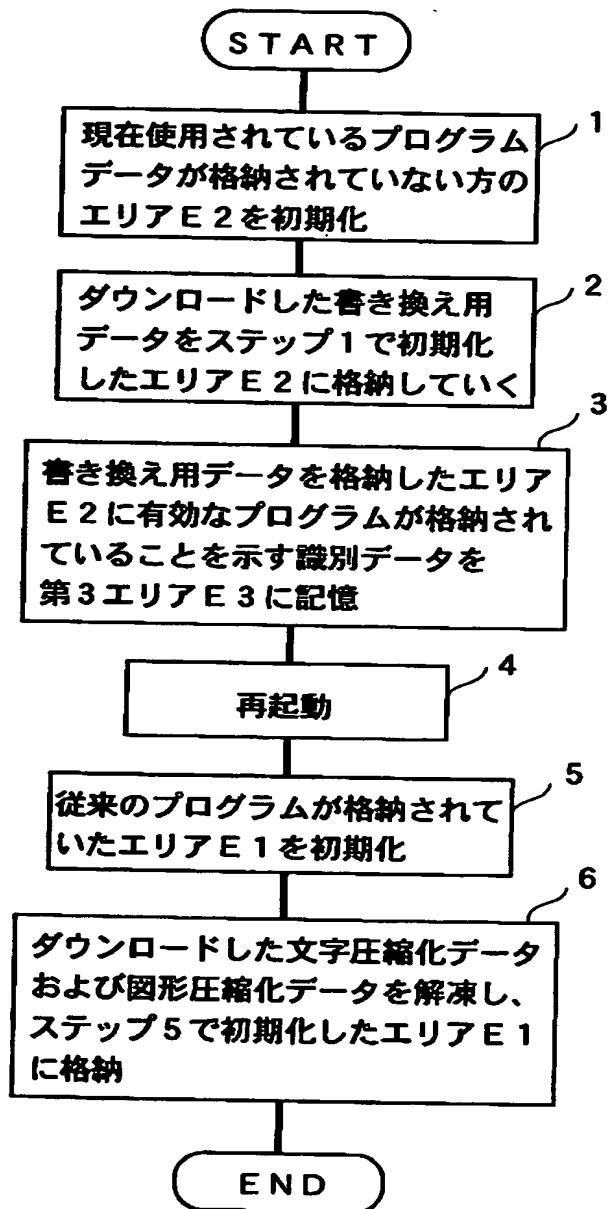 START
1
現在使用されているプログラム
データが格納されていない方の
エリアE2を初期化
2
ダウンロードした書き換え用
データをステップ1で初期化
したエリアE2に格納していく
3
書き換え用データを格納したエリア
E2に有効なプログラムが格納され
ていることを示す識別データを
第3エリアE3に記憶
4
再起動
5
従来のプログラムが格納されて
いたエリアE1を初期化
6
ダウンロードした文字圧縮化データ
および図形圧縮化データを解凍し、
ステップ5で初期化したエリアE1
に格納
END